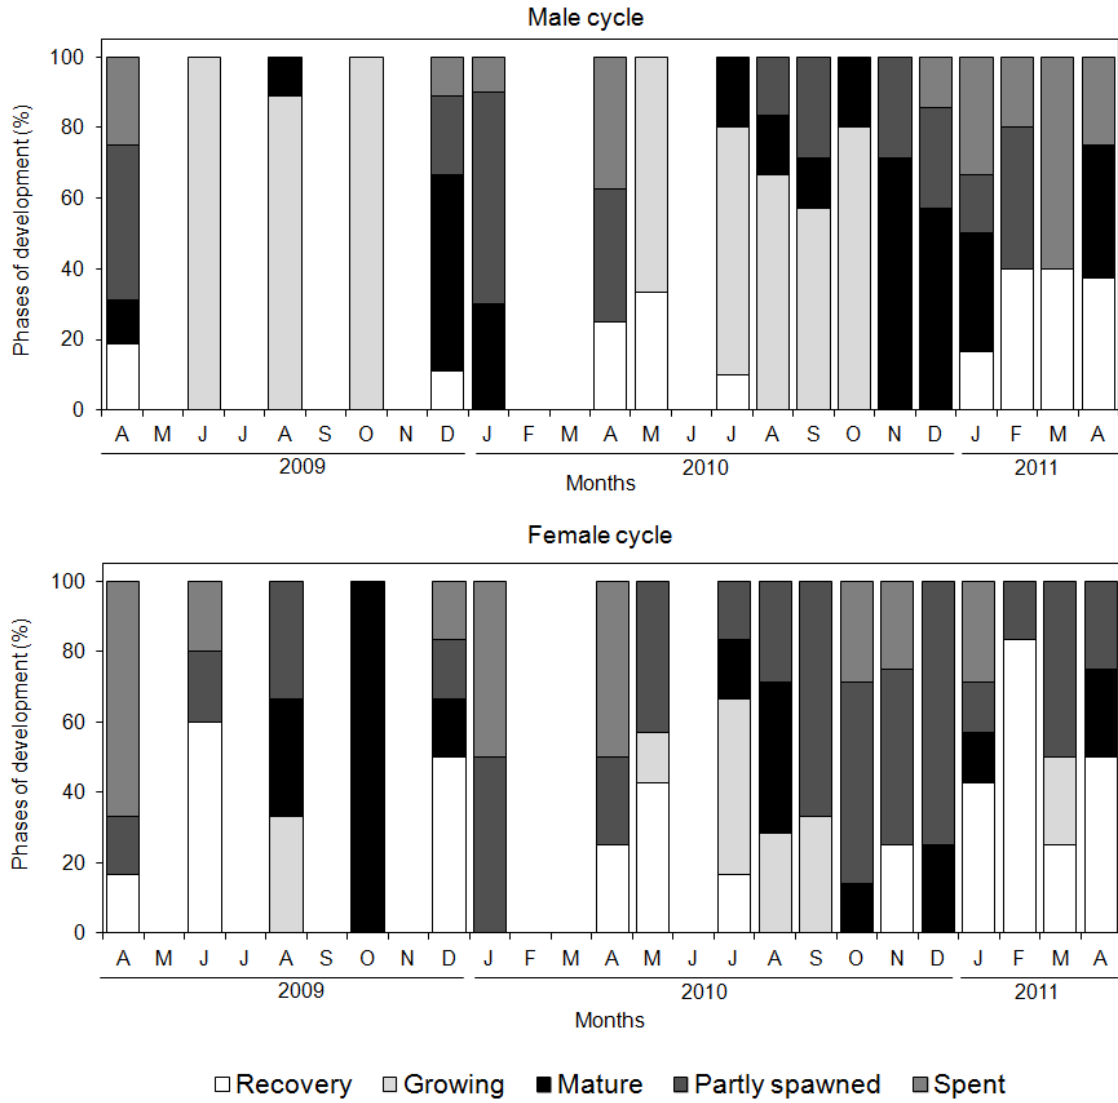 Male cycle
Phases of development (%)
100
80
60
40
20
0
A M J J A S O N D J F M A M J J A S O N D J F M A
2009 2010 2011
Months
Female cycle
Phases of development (%)
100
80
60
40
20
0
A M J J A S O N D J F M A M J J A S O N D J F M A
2009 2010 2011
Months
Recovery Growing Mature Partly spawned Spent